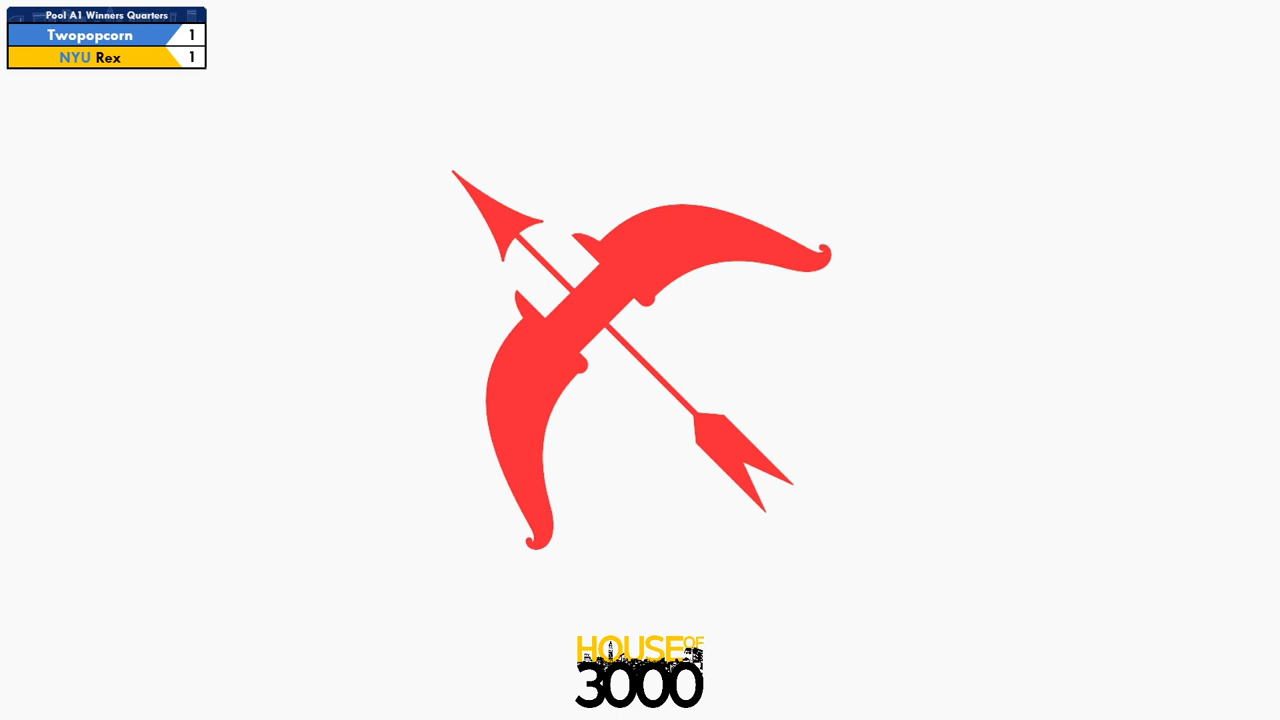 Pool A1 Winners Quarters
Twopopcorn 1
NYU Rex 1
HOUSE OF
3000